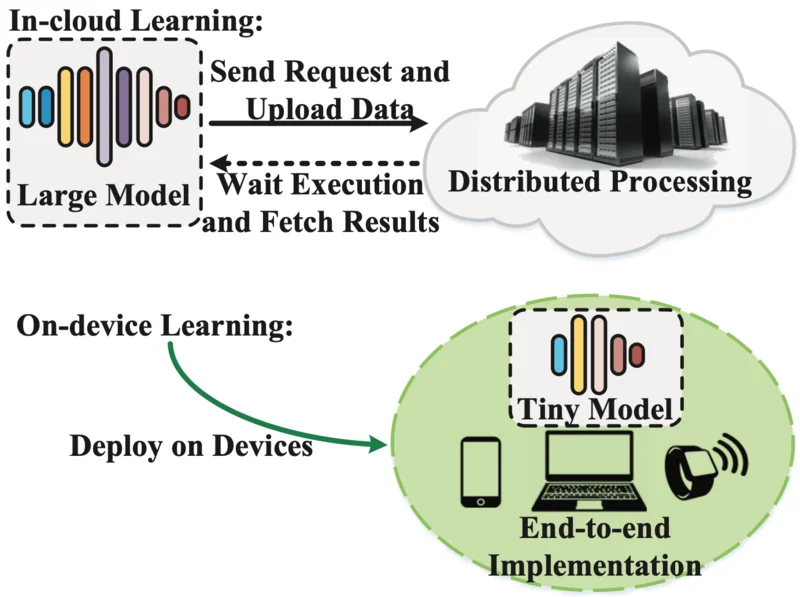 In-cloud Learning:
Send Request and
Upload Data
Large Model
Wait Execution
and Fetch Results
Distributed Processing
On-device Learning:
Deploy on Devices
Tiny Model
End-to-end
Implementation